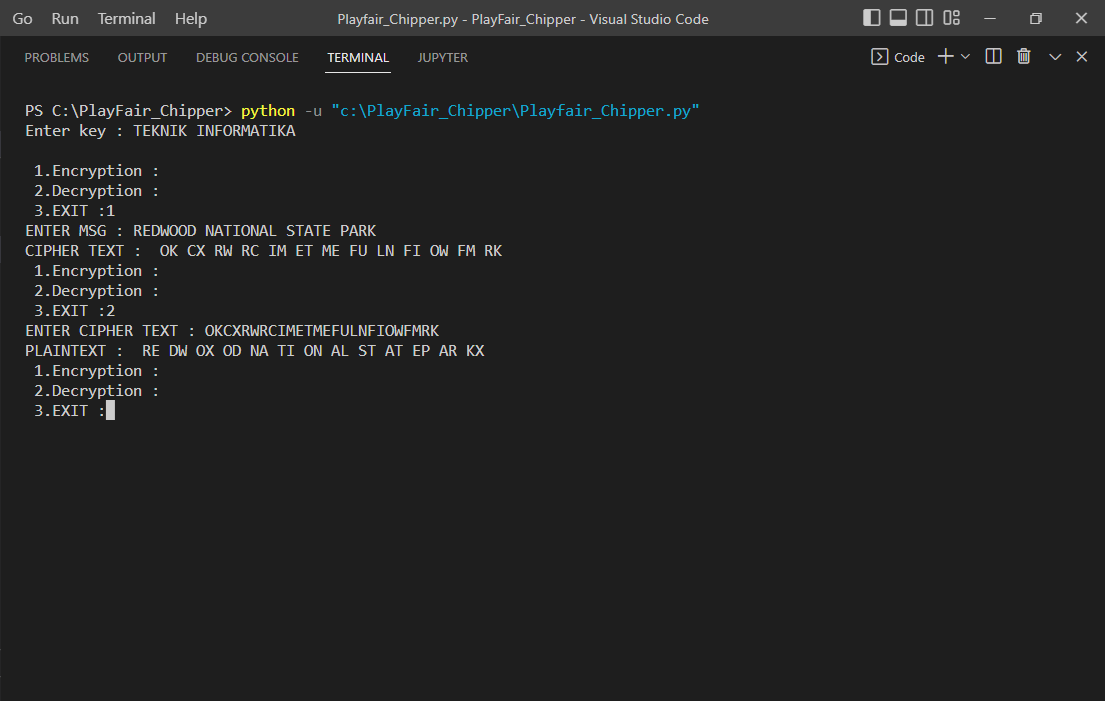 Go Run Terminal Help Playfair_Chipper.py - PlayFair_Chipper - Visual Studio Code
PROBLEMS OUTPUT DEBUG CONSOLE TERMINAL JUPYTER Code
PS C:\PlayFair_Chipper> python -u "c:\PlayFair_Chipper\Playfair_Chipper.py"
Enter key : TEKNIK INFORMATIKA
1.Encryption :
2.Decryption :
3.EXIT :1
ENTER MSG : REDWOOD NATIONAL STATE PARK
CIPHER TEXT :  OK CX RW RC IM ET ME FU LN FI OW FM RK
1.Encryption :
2.Decryption :
3.EXIT :2
ENTER CIPHER TEXT : OKCXRWRCIMETMEFULNFIOWFMRK
PLAINTEXT :  RE DW OX OD NA TI ON AL ST AT EP AR KX
1.Encryption :
2.Decryption :
3.EXIT :